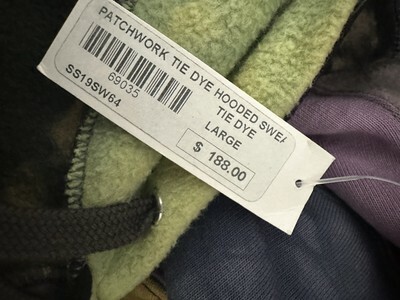 PATCHWORK TIE DYE HOODED SWEA
TIE DYE
69035
LARGE
SS19SW64
$ 188.00